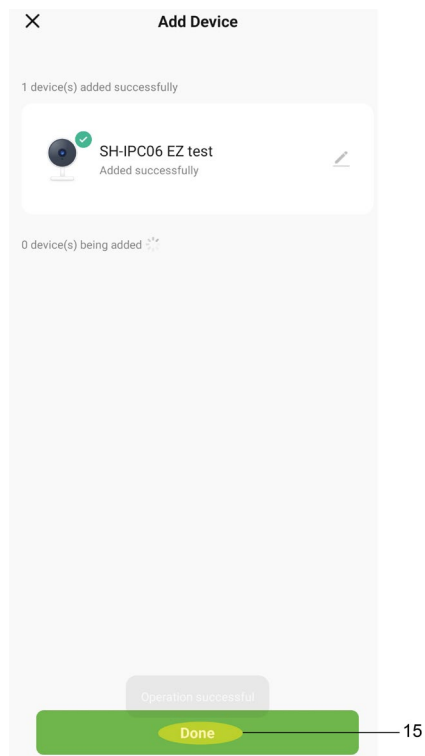 Add Device
1 device(s) added successfully
SH-IPC06 EZ test
Added successfully
0 device(s) being added
Operation successful
Done
15